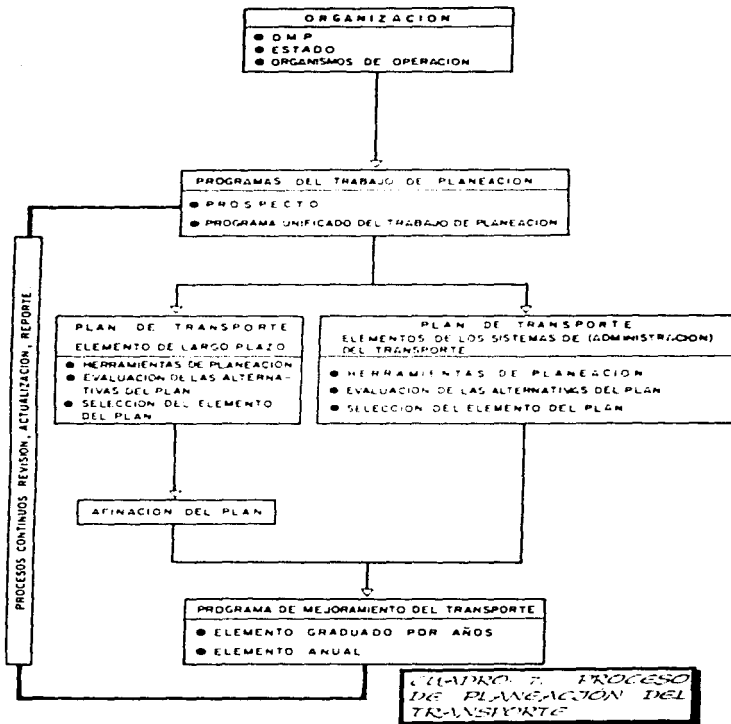 ORGANIZACION
● O M P
● ESTADO
● ORGANISMOS DE OPERACION
PROGRAMAS DEL TRABAJO DE PLANEACION
● PROSPECTO
● PROGRAMA UNIFICADO DEL TRABAJO DE PLANEACION
PLAN DE TRANSPORTE
ELEMENTO DE LARGO PLAZO
● HERRAMIENTAS DE PLANEACION
● EVALUACION DE LAS ALTERNA-
TIVAS DEL PLAN
● SELECCION DEL ELEMENTO
DEL PLAN
PLAN DE TRANSPORTE
ELEMENTOS DE LOS SISTEMAS DE (ADMINISTRACION)
DEL TRANSPORTE
● HERRAMIENTAS DE PLANEACION
● EVALUACION DE LAS ALTERNATIVAS DEL PLAN
● SELECCION DEL ELEMENTO DEL PLAN
AFINACION DEL PLAN
PROGRAMA DE MEJORAMIENTO DEL TRANSPORTE
● ELEMENTO GRADUADO POR AÑOS
● ELEMENTO ANUAL
PROCESOS CONTINUOS REVISION, ACTUALIZACION, REPORTE
CUADRO PROCESO
DE PLANEACIÓN DEL
TRANSPORTE